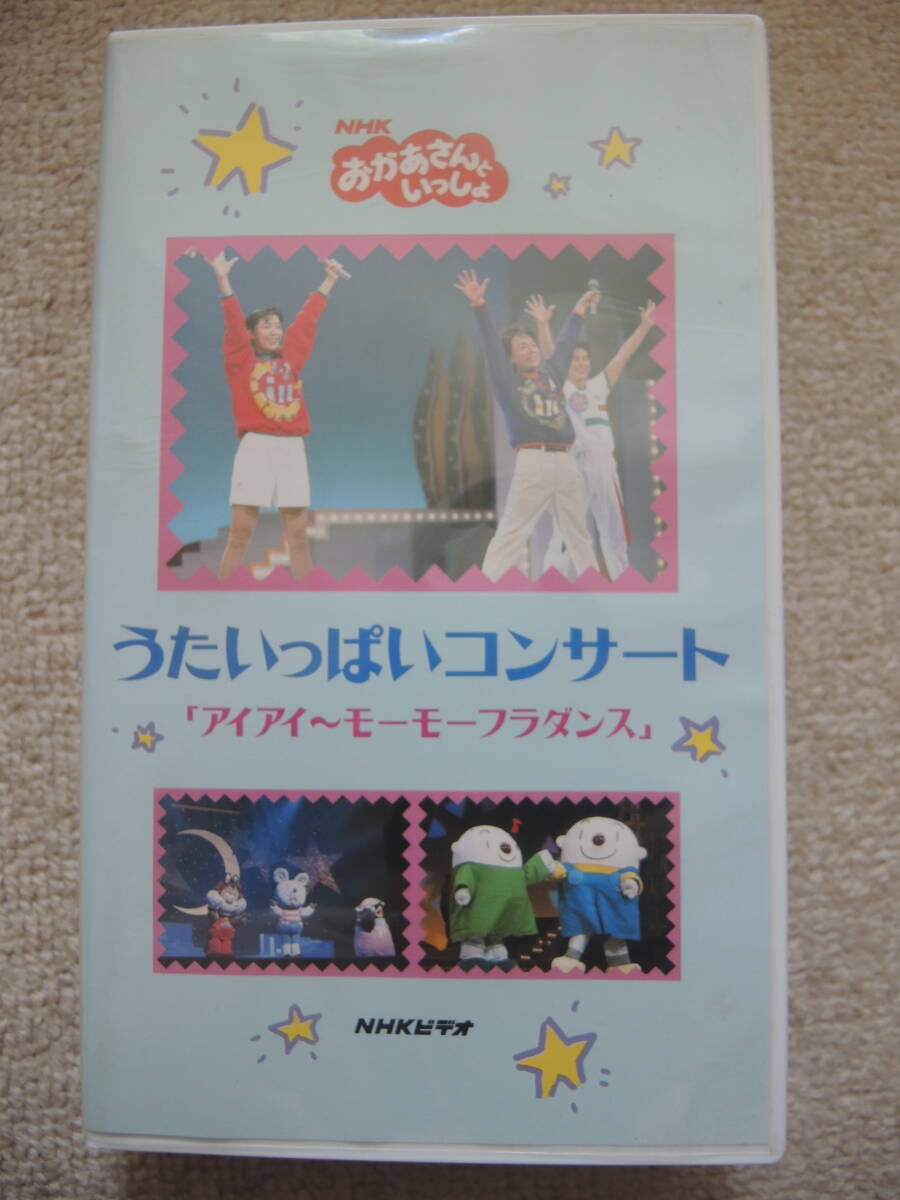 NHK
おかあさんと
いっしょ
うたいっぱいコンサート
「アイアイ〜モーモーフラダンス」
NHKビデオ